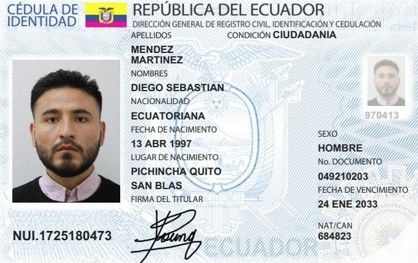 CÉDULA DE
IDENTIDAD
REPÚBLICA DEL ECUADOR
DIRECCIÓN GENERAL DE REGISTRO CIVIL, IDENTIFICACIÓN Y CEDULACIÓN
APELLIDOS
CONDICIÓN CIUDADANIA
MENDEZ
MARTINEZ
NOMBRES
DIEGO SEBASTIAN
NACIONALIDAD
ECUATORIANA
FECHA DE NACIMIENTO
13 ABR 1997
LUGAR DE NACIMIENTO
PICHINCHA QUITO
SAN BLAS
FIRMA DEL TITULAR
970413
SEXO
HOMBRE
No. DOCUMENTO
049210203
FECHA DE VENCIMIENTO
24 ENE 2033
NAT/CAN
684823
NUI.1725180473
ECUADOR